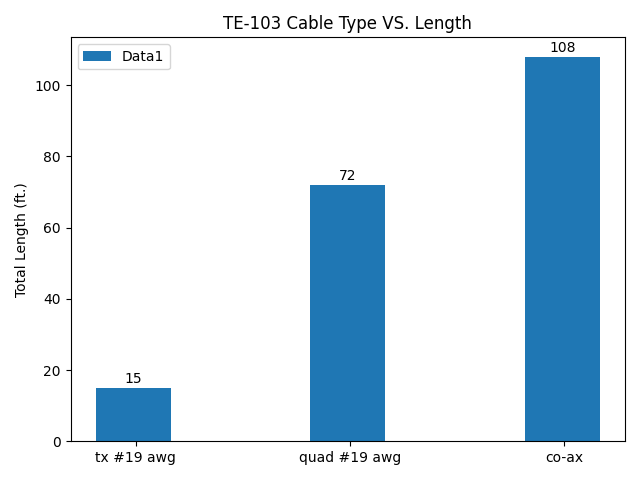 TE-103 Cable Type VS. Length
Data1
108
72
15
Total Length (ft.)
100
80
60
40
20
0
tx #19 awg
quad #19 awg
co-ax